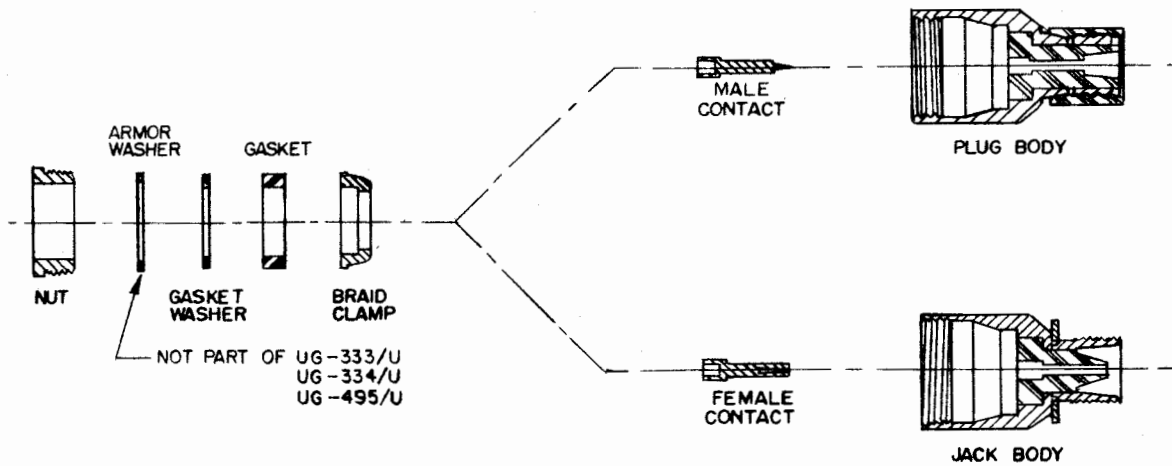 MALE
CONTACT
PLUG BODY
ARMOR
WASHER
GASKET
NUT
GASKET
WASHER
BRAID
CLAMP
NOT PART OF UG-333/U
UG-334/U
UG-495/U
FEMALE
CONTACT
JACK BODY